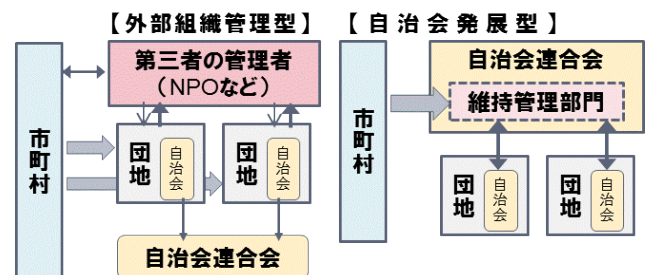 【外部組織管理型】
市町村
第三者の管理者
（NPOなど）
団地
自治会
団地
自治会
自治会連合会
【自治会発展型】
市町村
自治会連合会
維持管理部門
団地
自治会
団地
自治会